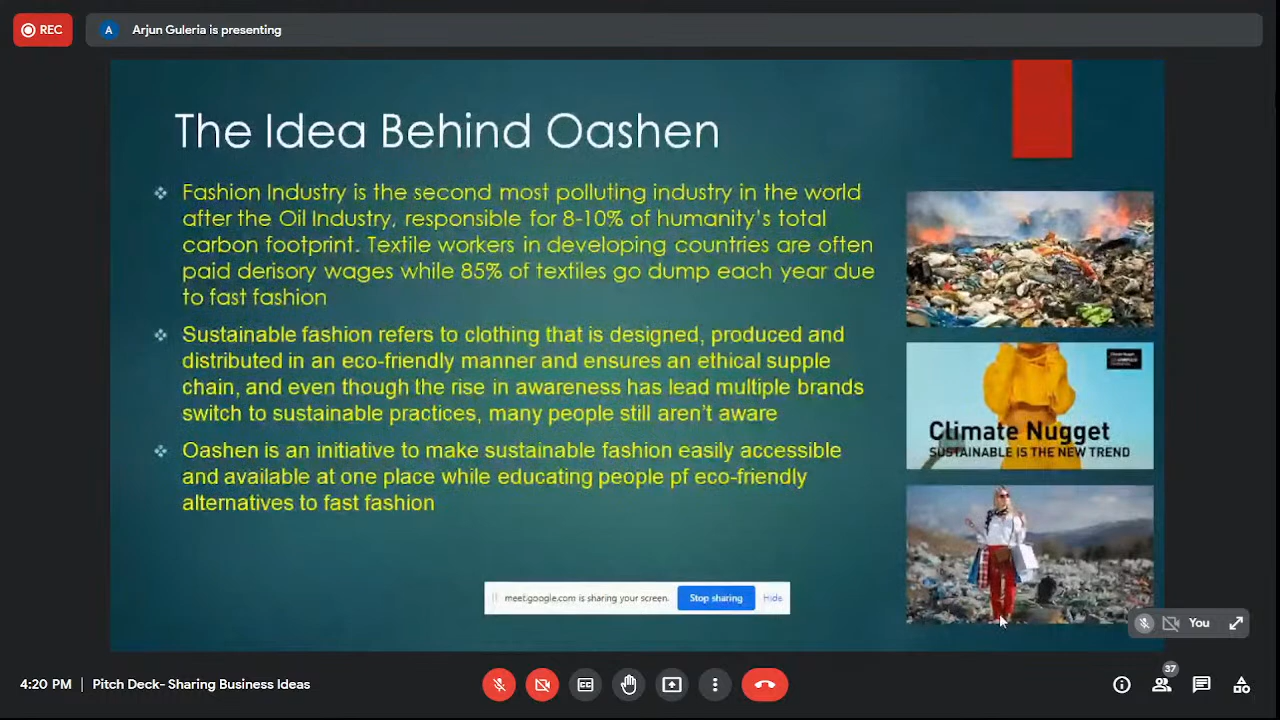 REC
A
Arjun Guleria is presenting
The Idea Behind Oashen
Fashion Industry is the second most polluting industry in the world
after the Oil Industry, responsible for 8-10% of humanity's total
carbon footprint. Textile workers in developing countries are often
paid derisory wages while 85% of textiles go dump each year due
to fast fashion
Sustainable fashion refers to clothing that is designed, produced and
distributed in an eco-friendly manner and ensures an ethical supple
chain, and even though the rise in awareness has lead multiple brands
switch to sustainable practices, many people still aren't aware
Oashen is an initiative to make sustainable fashion easily accessible
and available at one place while educating people pf eco-friendly
alternatives to fast fashion
Climate Nugget
SUSTAINABLE IS THE NEW TREND
meet.google.com is sharing your screen.
Stop sharing
Hide
You
4:20 PM | Pitch Deck- Sharing Business Ideas
37